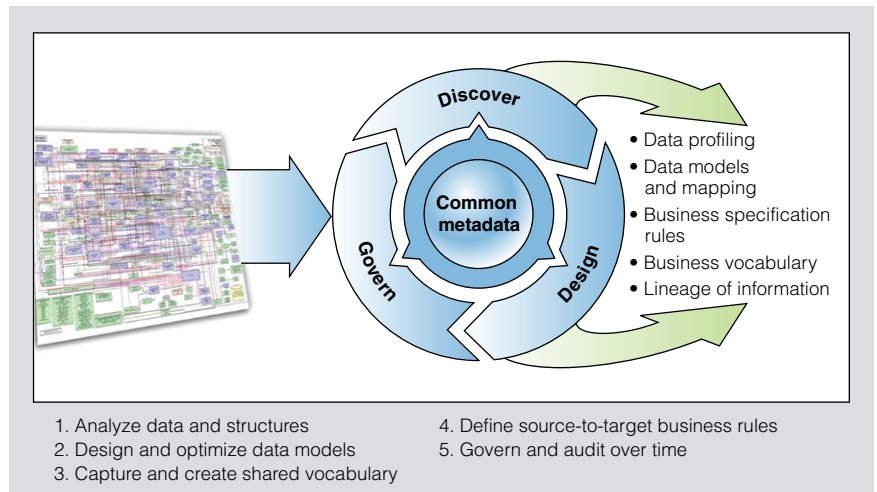 Discover
Design
Govern
Common
metadata
• Data profiling
• Data models
and mapping
• Business specification
rules
• Business vocabulary
• Lineage of information
1. Analyze data and structures
2. Design and optimize data models
3. Capture and create shared vocabulary
4. Define source-to-target business rules
5. Govern and audit over time